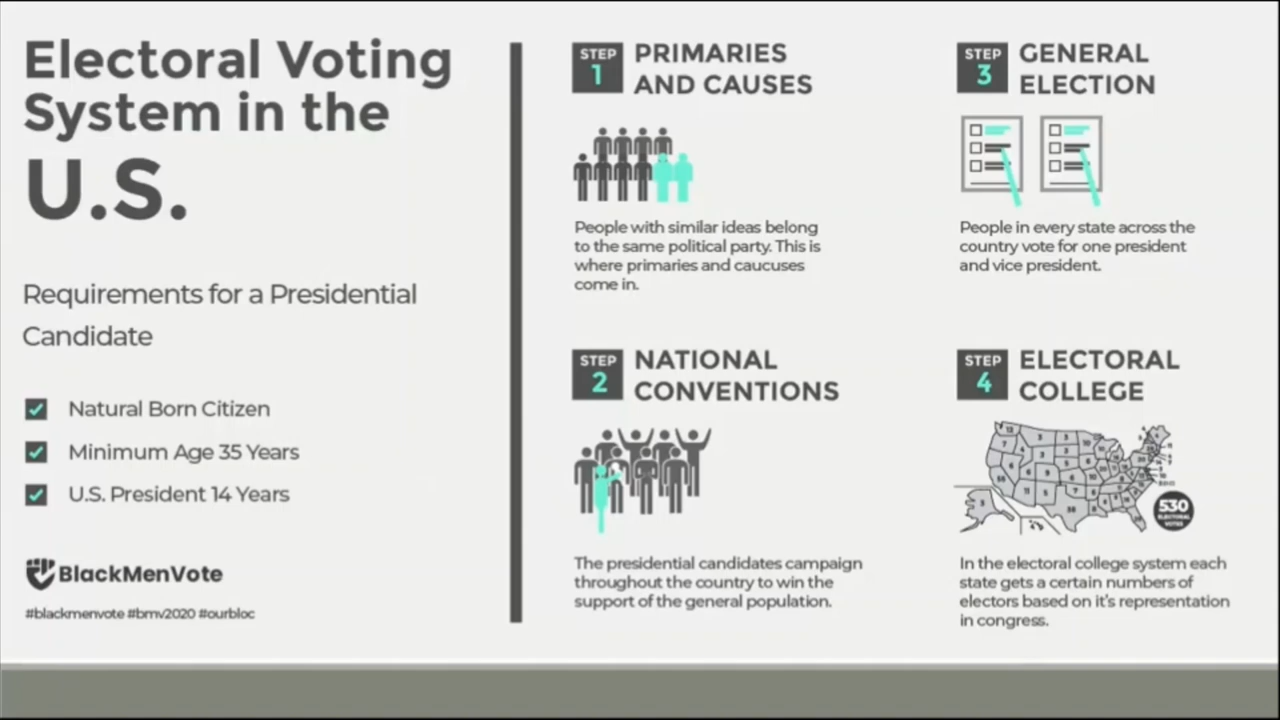 Electoral Voting
System in the
U.S.
Requirements for a Presidential
Candidate
Natural Born Citizen
Minimum Age 35 Years
U.S. President 14 Years
BlackMenVote
#blackmenvote #bmv2020 #ourbloc
STEP
1
PRIMARIES
AND CAUSES
People with similar ideas belong
to the same political party. This is
where primaries and caucuses
come in.
STEP
2
NATIONAL
CONVENTIONS
The presidential candidates campaign
throughout the country to win the
support of the general population.
STEP
3
GENERAL
ELECTION
People in every state across the
country vote for one president
and vice president.
STEP
4
ELECTORAL
COLLEGE
530
ELECTORAL
VOTES
In the electoral college system each
state gets a certain numbers of
electors based on it's representation
in congress.